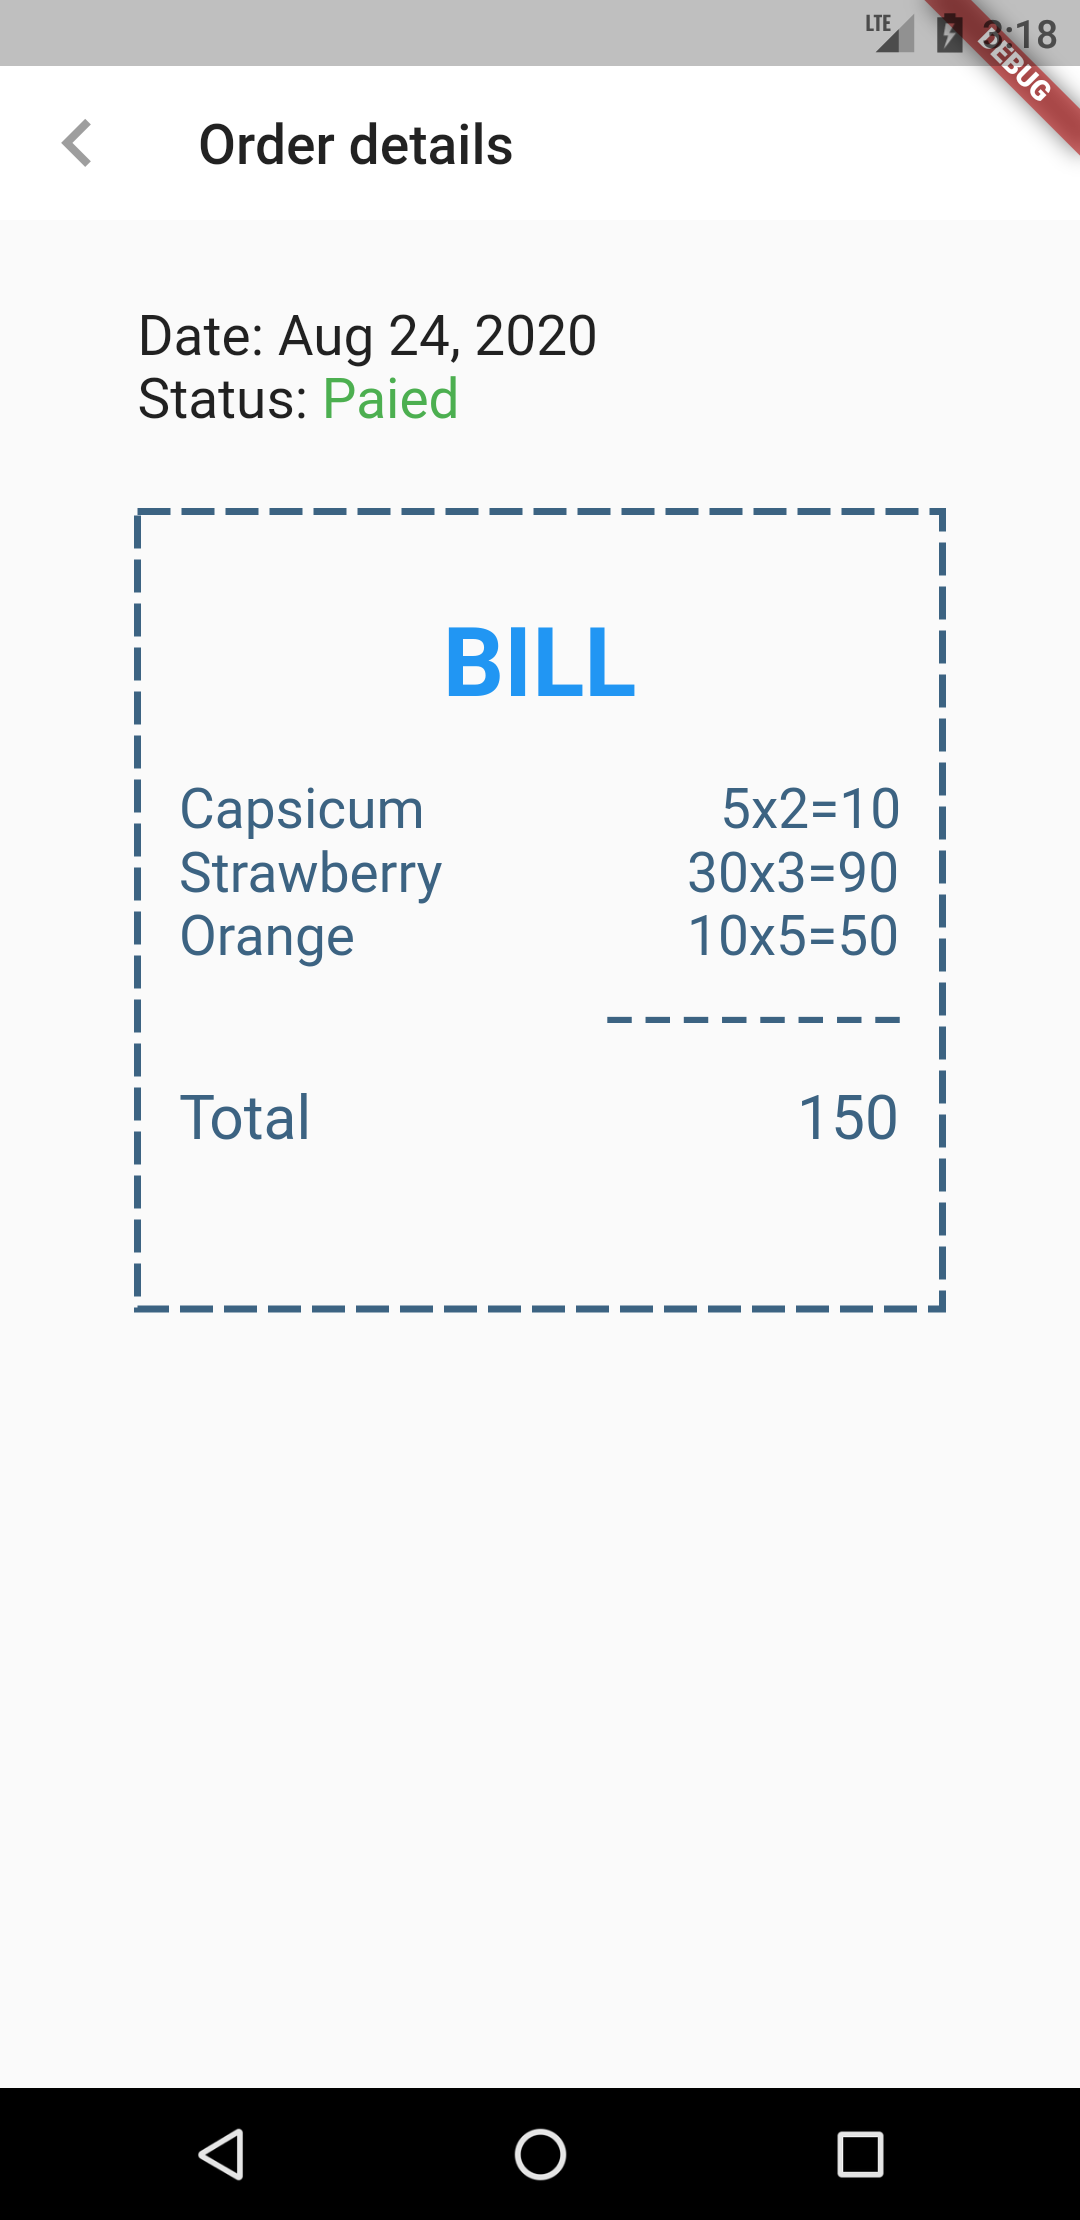 LTE 3:18
DEBUG
Order details
Date: Aug 24, 2020
Status: Paied
BILL
Capsicum 5x2=10
Strawberry 30x3=90
Orange 10x5=50
Total 150